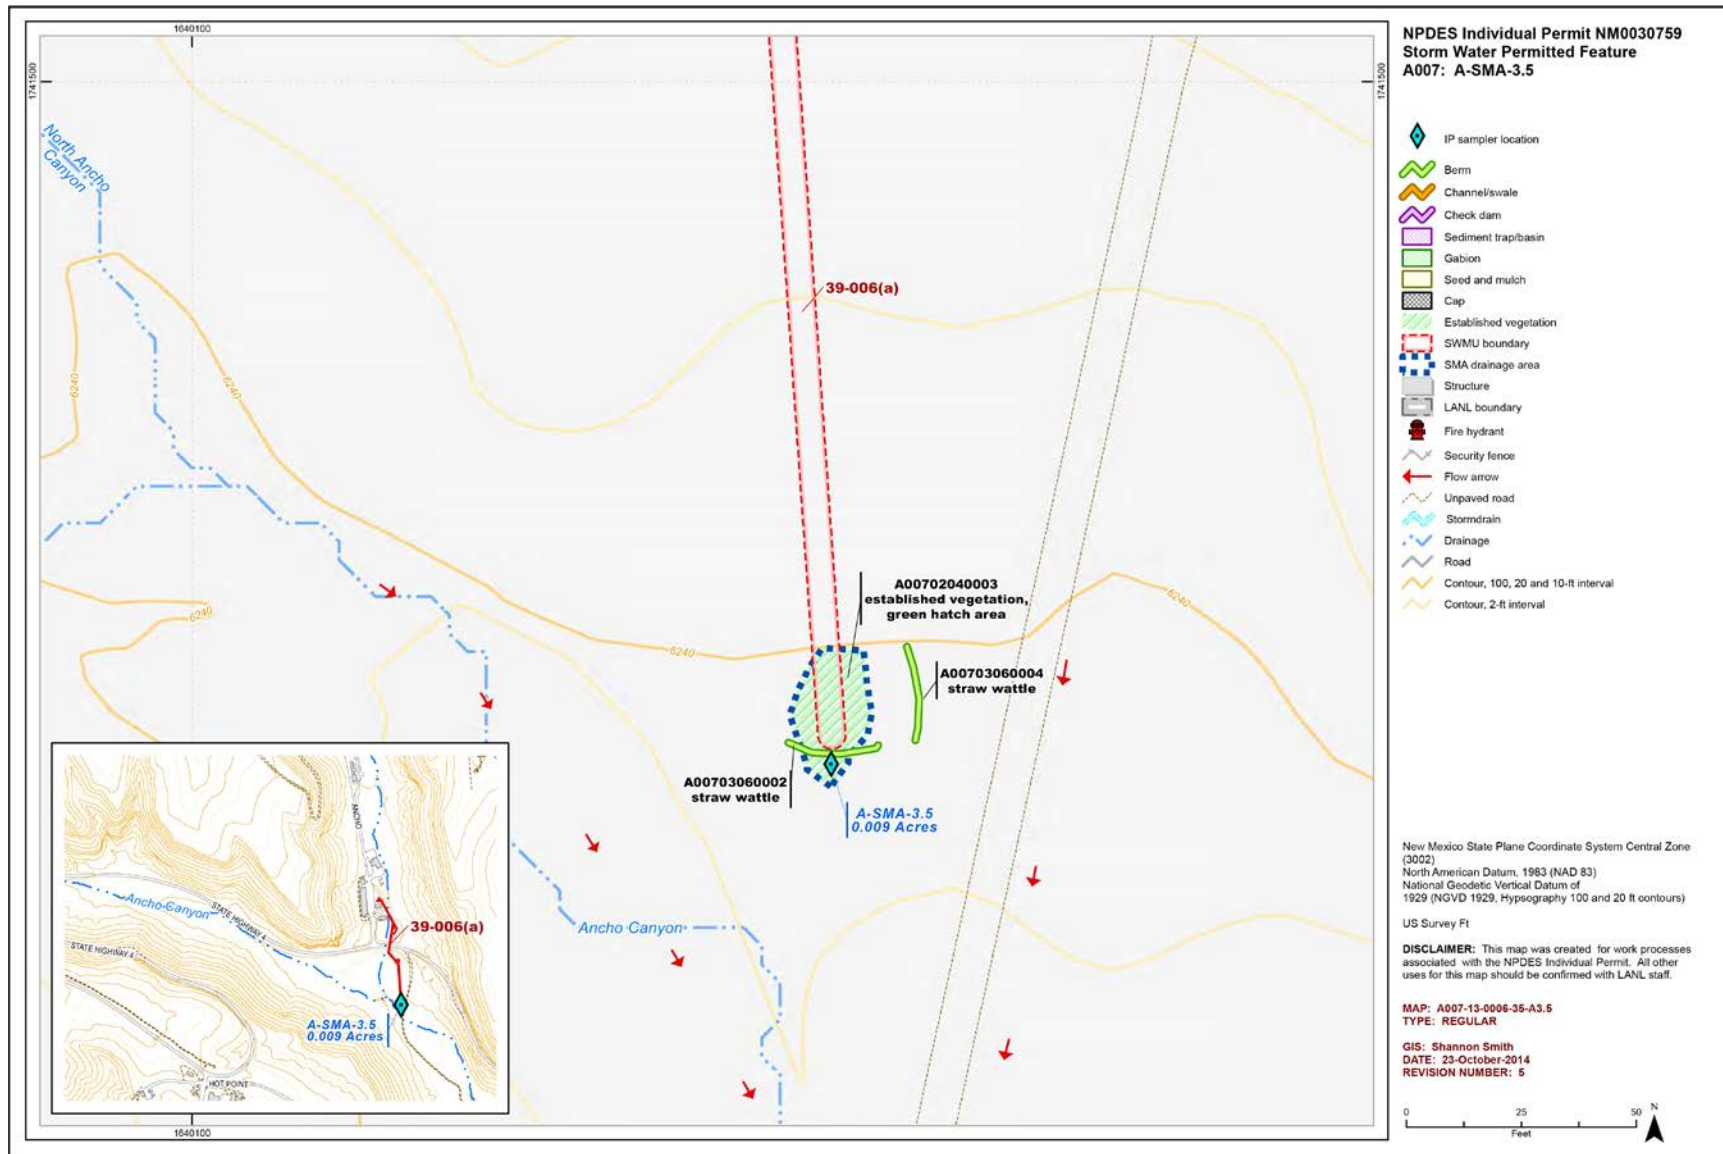 1640100
1741500
1741500
North Ancho
Canyon
39-006(a)
6240
6240
6240
6240
6240
A00702040003
established vegetation,
green hatch area
A00703060004
straw wattle
A00703060002
straw wattle
A-SMA-3.5
0.009 Acres
Ancho Canyon
ANCHO
Ancho Canyon
STATE HIGHWAY 4
STATE HIGHWAY 4
39-006(a)
A-SMA-3.5
0.009 Acres
HOT POINT
1640100
NPDES Individual Permit NM0030759
Storm Water Permitted Feature
A007: A-SMA-3.5
IP sampler location
Berm
Channel/swale
Check dam
Sediment trap/basin
Gabion
Seed and mulch
Cap
Established vegetation
SWMU boundary
SMA drainage area
Structure
LANL boundary
Fire hydrant
Security fence
Flow arrow
Unpaved road
Stormdrain
Drainage
Road
Contour, 100, 20 and 10-ft interval
Contour, 2-ft interval
New Mexico State Plane Coordinate System Central Zone
(3002)
North American Datum, 1983 (NAD 83)
National Geodetic Vertical Datum of
1929 (NGVD 1929, Hypsography 100 and 20 ft contours)
US Survey Ft
DISCLAIMER: This map was created for work processes
associated with the NPDES Individual Permit. All other
uses for this map should be confirmed with LANL staff.
MAP: A007-13-0006-35-A3.5
TYPE: REGULAR
GIS: Shannon Smith
DATE: 23-October-2014
REVISION NUMBER: 5
0 25 50
Feet
N